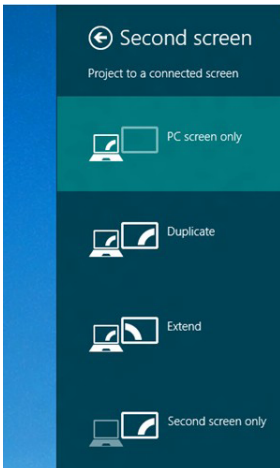 Second screen
Project to a connected screen
PC screen only
Duplicate
Extend
Second screen only